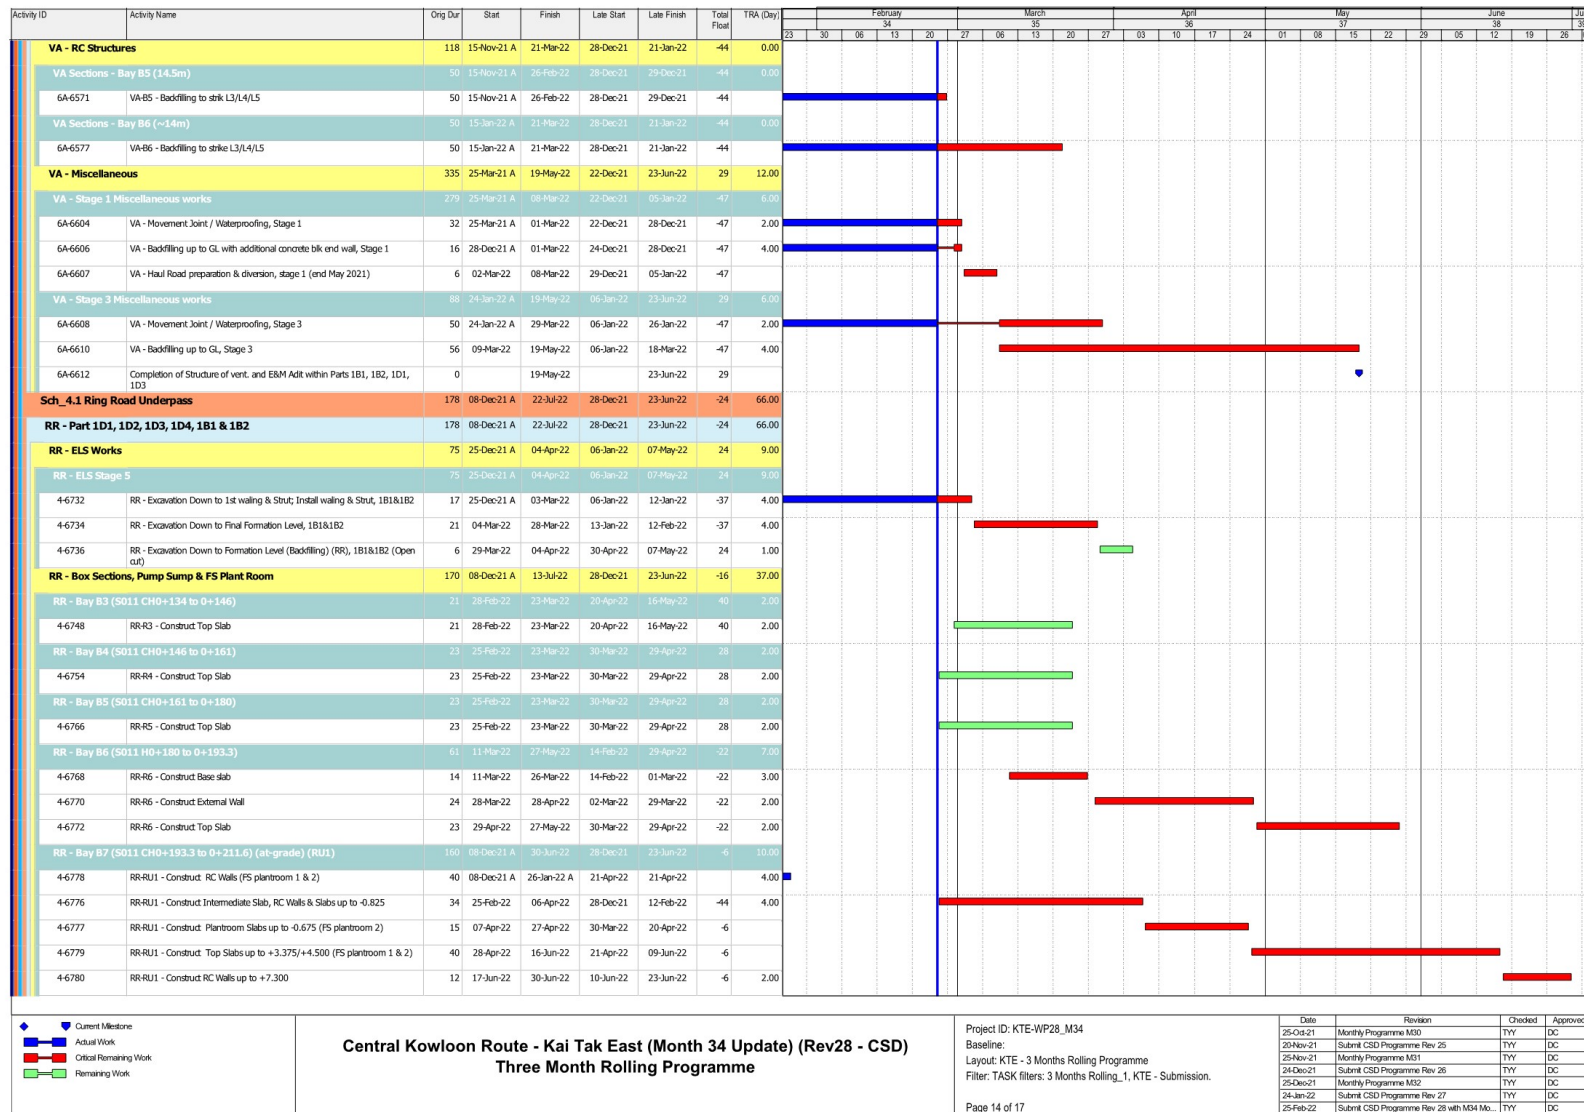 Activity ID Activity Name Orig Dur Start Finish Late Start Late Finish Total Float TRA (Day) February March April May June Ju
34 35 36 37 38 39
23 30 06 13 20 27 06 13 20 27 03 10 17 24 01 08 15 22 29 05 12 19 26
VA - RC Structures 118 15-Nov-21 A 21-Mar-22 28-Dec-21 21-Jan-22 -44 0.00
VA Sections - Bay B5 (14.5m) 50 15-Nov-21 A 26-Feb-22 28-Dec-21 29-Dec-21 -44 0.00
6A-6571 VA-B5 - Backfilling to strik L3/L4/L5 50 15-Nov-21 A 26-Feb-22 28-Dec-21 29-Dec-21 -44
VA Sections - Bay B6 (~14m) 50 15-Jan-22 A 21-Mar-22 28-Dec-21 21-Jan-22 -44 0.00
6A-6577 VA-B6 - Backfilling to strike L3/L4/L5 50 15-Jan-22 A 21-Mar-22 28-Dec-21 21-Jan-22 -44
VA - Miscellaneous 335 25-Mar-21 A 19-May-22 22-Dec-21 23-Jun-22 29 12.00
VA - Stage 1 Miscellaneous works 279 25-Mar-21 A 08-Mar-22 22-Dec-21 05-Jan-22 -47 6.00
6A-6604 VA - Movement Joint / Waterproofing, Stage 1 32 25-Mar-21 A 01-Mar-22 22-Dec-21 28-Dec-21 -47 2.00
6A-6606 VA - Backfilling up to GL with additional concrete blk end wall, Stage 1 16 28-Dec-21 A 01-Mar-22 24-Dec-21 28-Dec-21 -47 4.00
6A-6607 VA - Haul Road preparation & diversion, stage 1 (end May 2021) 6 02-Mar-22 08-Mar-22 29-Dec-21 05-Jan-22 -47
VA - Stage 3 Miscellaneous works 88 24-Jan-22 A 19-May-22 06-Jan-22 23-Jun-22 29 6.00
6A-6608 VA - Movement Joint / Waterproofing, Stage 3 50 24-Jan-22 A 29-Mar-22 06-Jan-22 26-Jan-22 -47 2.00
6A-6610 VA - Backfilling up to GL, Stage 3 56 09-Mar-22 19-May-22 06-Jan-22 18-Mar-22 -47 4.00
6A-6612 Completion of Structure of vent. and E&M Adit within Parts 1B1, 1B2, 1D1, 0 19-May-22 23-Jun-22 29
1D3
Sch_4.1 Ring Road Underpass 178 08-Dec-21 A 22-Jul-22 28-Dec-21 23-Jun-22 -24 66.00
RR - Part 1D1, 1D2, 1D3, 1D4, 1B1 & 1B2 178 08-Dec-21 A 22-Jul-22 28-Dec-21 23-Jun-22 -24 66.00
RR - ELS Works 75 25-Dec-21 A 04-Apr-22 06-Jan-22 07-May-22 24 9.00
RR - ELS Stage 5 75 25-Dec-21 A 04-Apr-22 06-Jan-22 07-May-22 24 9.00
4-6732 RR - Excavation Down to 1st waling & Strut; Install waling & Strut, 1B1&1B2 17 25-Dec-21 A 03-Mar-22 06-Jan-22 12-Jan-22 -37 4.00
4-6734 RR - Excavation Down to Final Formation Level, 1B1&1B2 21 04-Mar-22 28-Mar-22 13-Jan-22 12-Feb-22 -37 4.00
4-6736 RR - Excavation Down to Formation Level (Backfilling) (RR), 1B1&1B2 (Open 6 29-Mar-22 04-Apr-22 30-Apr-22 07-May-22 24 1.00
cut)
RR - Box Sections, Pump Sump & FS Plant Room 170 08-Dec-21 A 13-Jul-22 28-Dec-21 23-Jun-22 -16 37.00
RR - Bay B3 (S011 CH0+134 to 0+146) 21 28-Feb-22 23-Mar-22 20-Apr-22 16-May-22 40 2.00
4-6748 RR-R3 - Construct Top Slab 21 28-Feb-22 23-Mar-22 20-Apr-22 16-May-22 40 2.00
RR - Bay B4 (S011 CH0+146 to 0+161) 23 25-Feb-22 23-Mar-22 30-Mar-22 29-Apr-22 28 2.00
4-6754 RR-R4 - Construct Top Slab 23 25-Feb-22 23-Mar-22 30-Mar-22 29-Apr-22 28 2.00
RR - Bay B5 (S011 CH0+161 to 0+180) 23 25-Feb-22 23-Mar-22 30-Mar-22 29-Apr-22 28 2.00
4-6766 RR-R5 - Construct Top Slab 23 25-Feb-22 23-Mar-22 30-Mar-22 29-Apr-22 28 2.00
RR - Bay B6 (S011 H0+180 to 0+193.3) 61 11-Mar-22 27-May-22 14-Feb-22 29-Apr-22 -22 7.00
4-6768 RR-R6 - Construct Base slab 14 11-Mar-22 26-Mar-22 14-Feb-22 01-Mar-22 -22 3.00
4-6770 RR-R6 - Construct External Wall 24 28-Mar-22 28-Apr-22 02-Mar-22 29-Mar-22 -22 2.00
4-6772 RR-R6 - Construct Top Slab 23 29-Apr-22 27-May-22 30-Mar-22 29-Apr-22 -22 2.00
RR - Bay B7 (S011 CH0+193.3 to 0+211.6) (at-grade) (RU1) 160 08-Dec-21 A 30-Jun-22 28-Dec-21 23-Jun-22 -6 10.00
4-6778 RR-RU1 - Construct RC Walls (FS plantroom 1 & 2) 40 08-Dec-21 A 26-Jan-22 A 21-Apr-22 21-Apr-22 4.00
4-6776 RR-RU1 - Construct Intermediate Slab, RC Walls & Slabs up to -0.825 34 25-Feb-22 06-Apr-22 28-Dec-21 12-Feb-22 -44 4.00
4-6777 RR-RU1 - Construct Plantroom Slabs up to -0.675 (FS plantroom 2) 15 07-Apr-22 27-Apr-22 30-Mar-22 20-Apr-22 -6
4-6779 RR-RU1 - Construct Top Slabs up to +3.375/+4.500 (FS plantroom 1 & 2) 40 28-Apr-22 16-Jun-22 21-Apr-22 09-Jun-22 -6
4-6780 RR-RU1 - Construct RC Walls up to +7.300 12 17-Jun-22 30-Jun-22 10-Jun-22 23-Jun-22 -6 2.00
Current Milestone
Actual Work
Critical Remaining Work
Remaining Work
Central Kowloon Route - Kai Tak East (Month 34 Update) (Rev28 - CSD)
Three Month Rolling Programme
Project ID: KTE-WP28_M34
Baseline:
Layout: KTE - 3 Months Rolling Programme
Filter: TASK filters: 3 Months Rolling_1, KTE - Submission.
Page 14 of 17
Date Revision Checked Approved
25-Oct-21 Monthly Programme M30 TYY DC
20-Nov-21 Submit CSD Programme Rev 25 TYY DC
25-Nov-21 Monthly Programme M31 TYY DC
24-Dec-21 Submit CSD Programme Rev 26 TYY DC
25-Dec-21 Monthly Programme M32 TYY DC
24-Jan-22 Submit CSD Programme Rev 27 TYY DC
25-Feb-22 Submit CSD Programme Rev 28 with M34 Mo... TYY DC